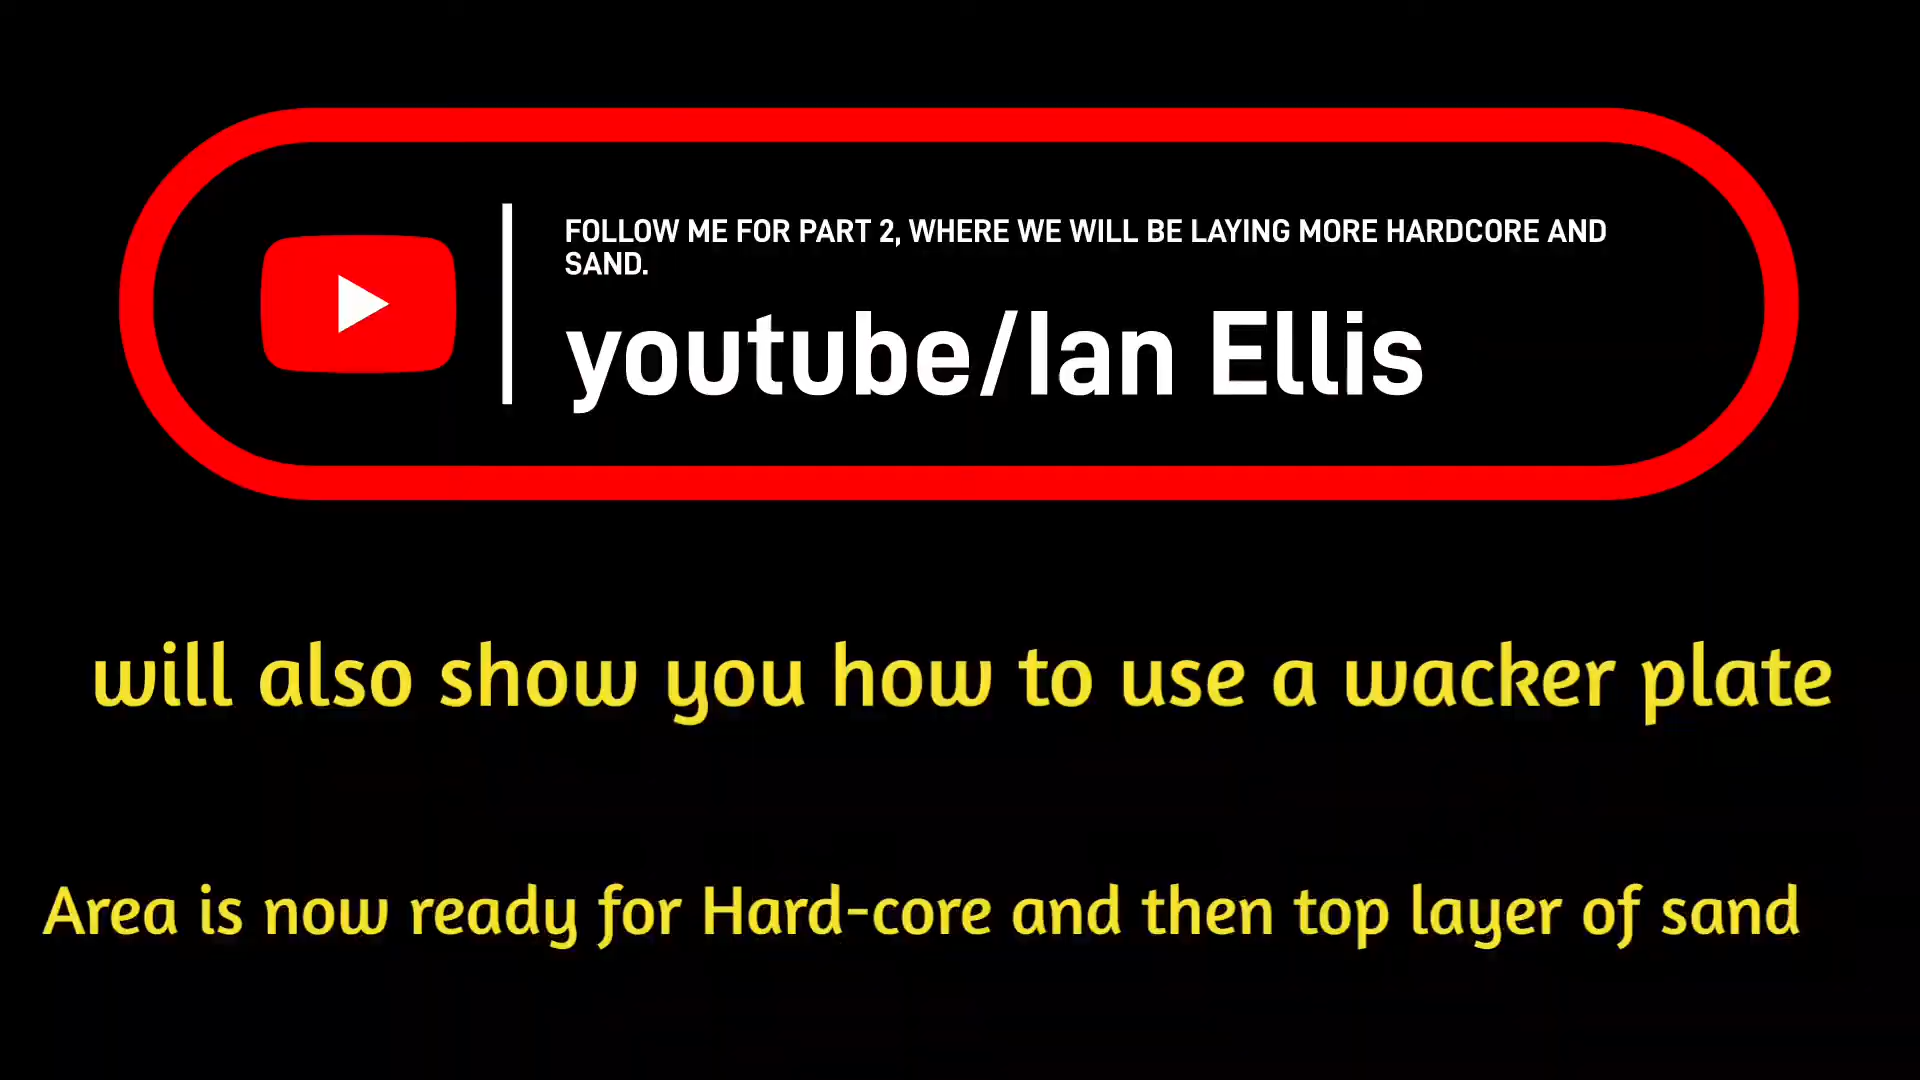 FOLLOW ME FOR PART 2, WHERE WE WILL BE LAYING MORE HARDCORE AND
SAND.
youtube/Ian Ellis
will also show you how to use a wacker plate
Area is now ready for Hard-core and then top layer of sand